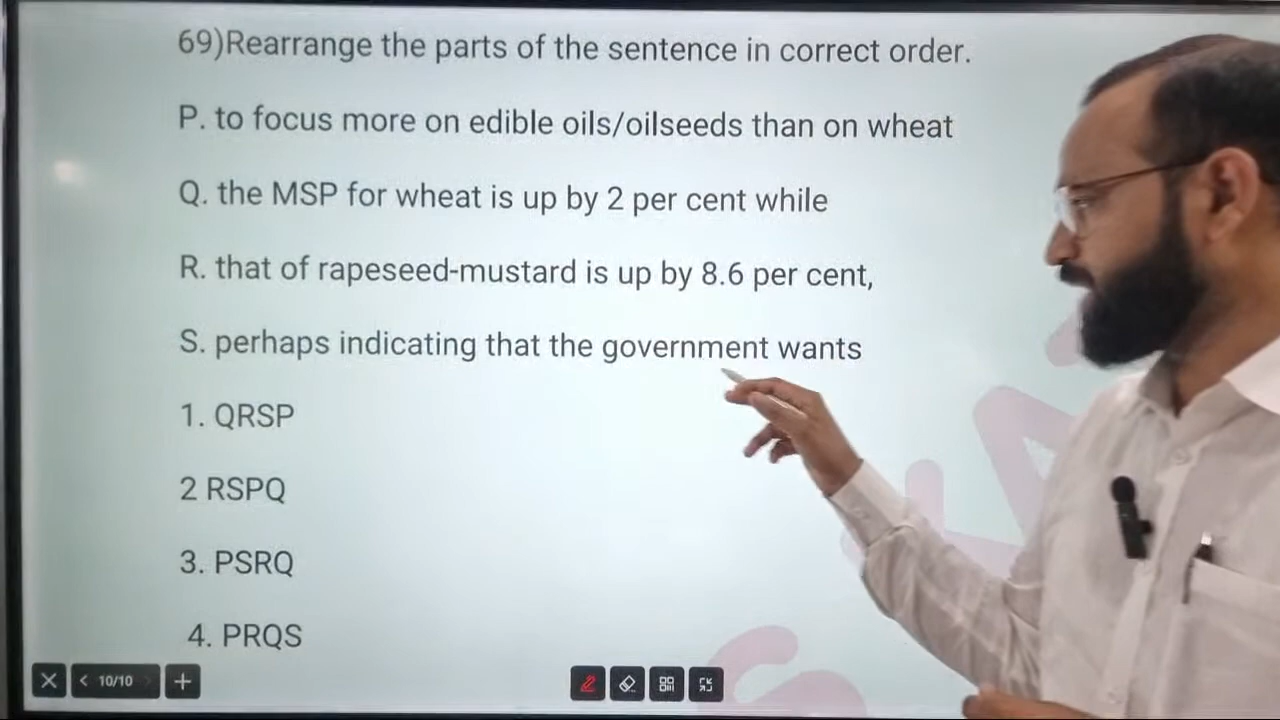 69)Rearrange the parts of the sentence in correct order.
P. to focus more on edible oils/oilseeds than on wheat
Q. the MSP for wheat is up by 2 per cent while
R. that of rapeseed-mustard is up by 8.6 per cent,
S. perhaps indicating that the government wants
1. QRSP
2 RSPQ
3. PSRQ
4. PRQS
10/10